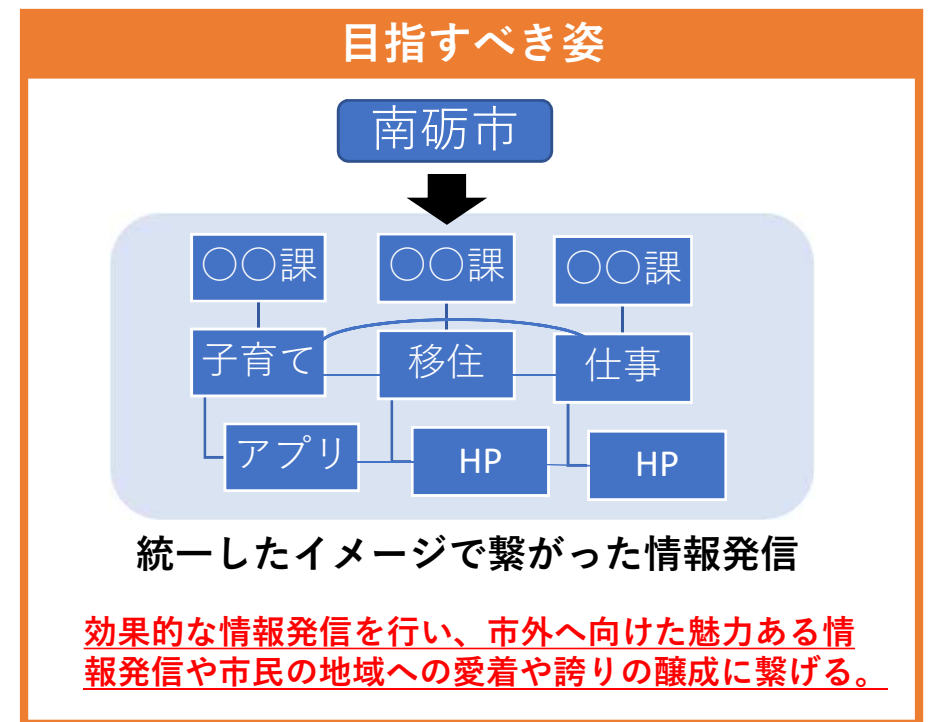 目指すべき姿
南砺市
〇〇課
〇〇課
〇〇課
子育て
移住
仕事
アプリ
HP
HP
統一したイメージで繋がった情報発信
効果的な情報発信を行い、市外へ向けた魅力ある情
報発信や市民の地域への愛着や誇りの醸成に繋げる。